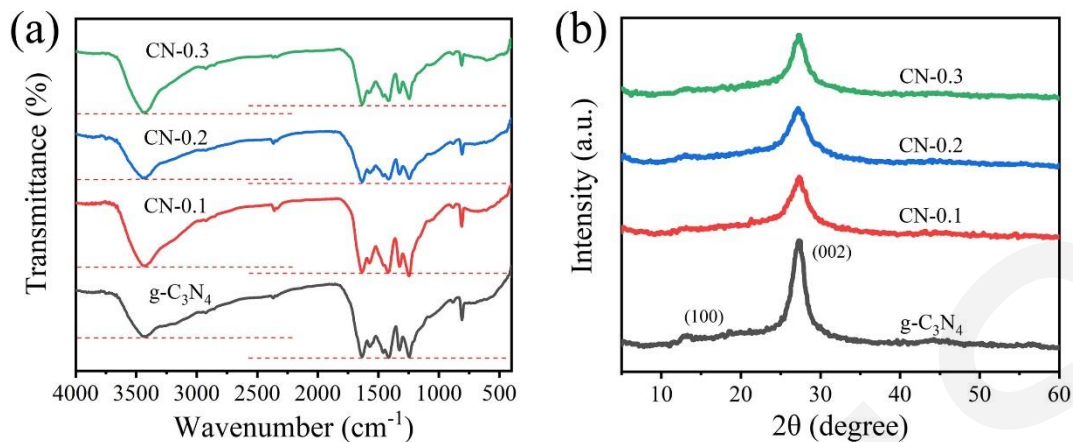 (a)
Transmittance (%)
CN-0.3
CN-0.2
CN-0.1
g-C₃N₄
4000 3500 3000 2500 2000 1500 1000 500
Wavenumber (cm⁻¹)
(b)
Intensity (a.u.)
CN-0.3
CN-0.2
CN-0.1
(002)
(100)
g-C₃N₄
10 20 30 40 50 60
2θ (degree)